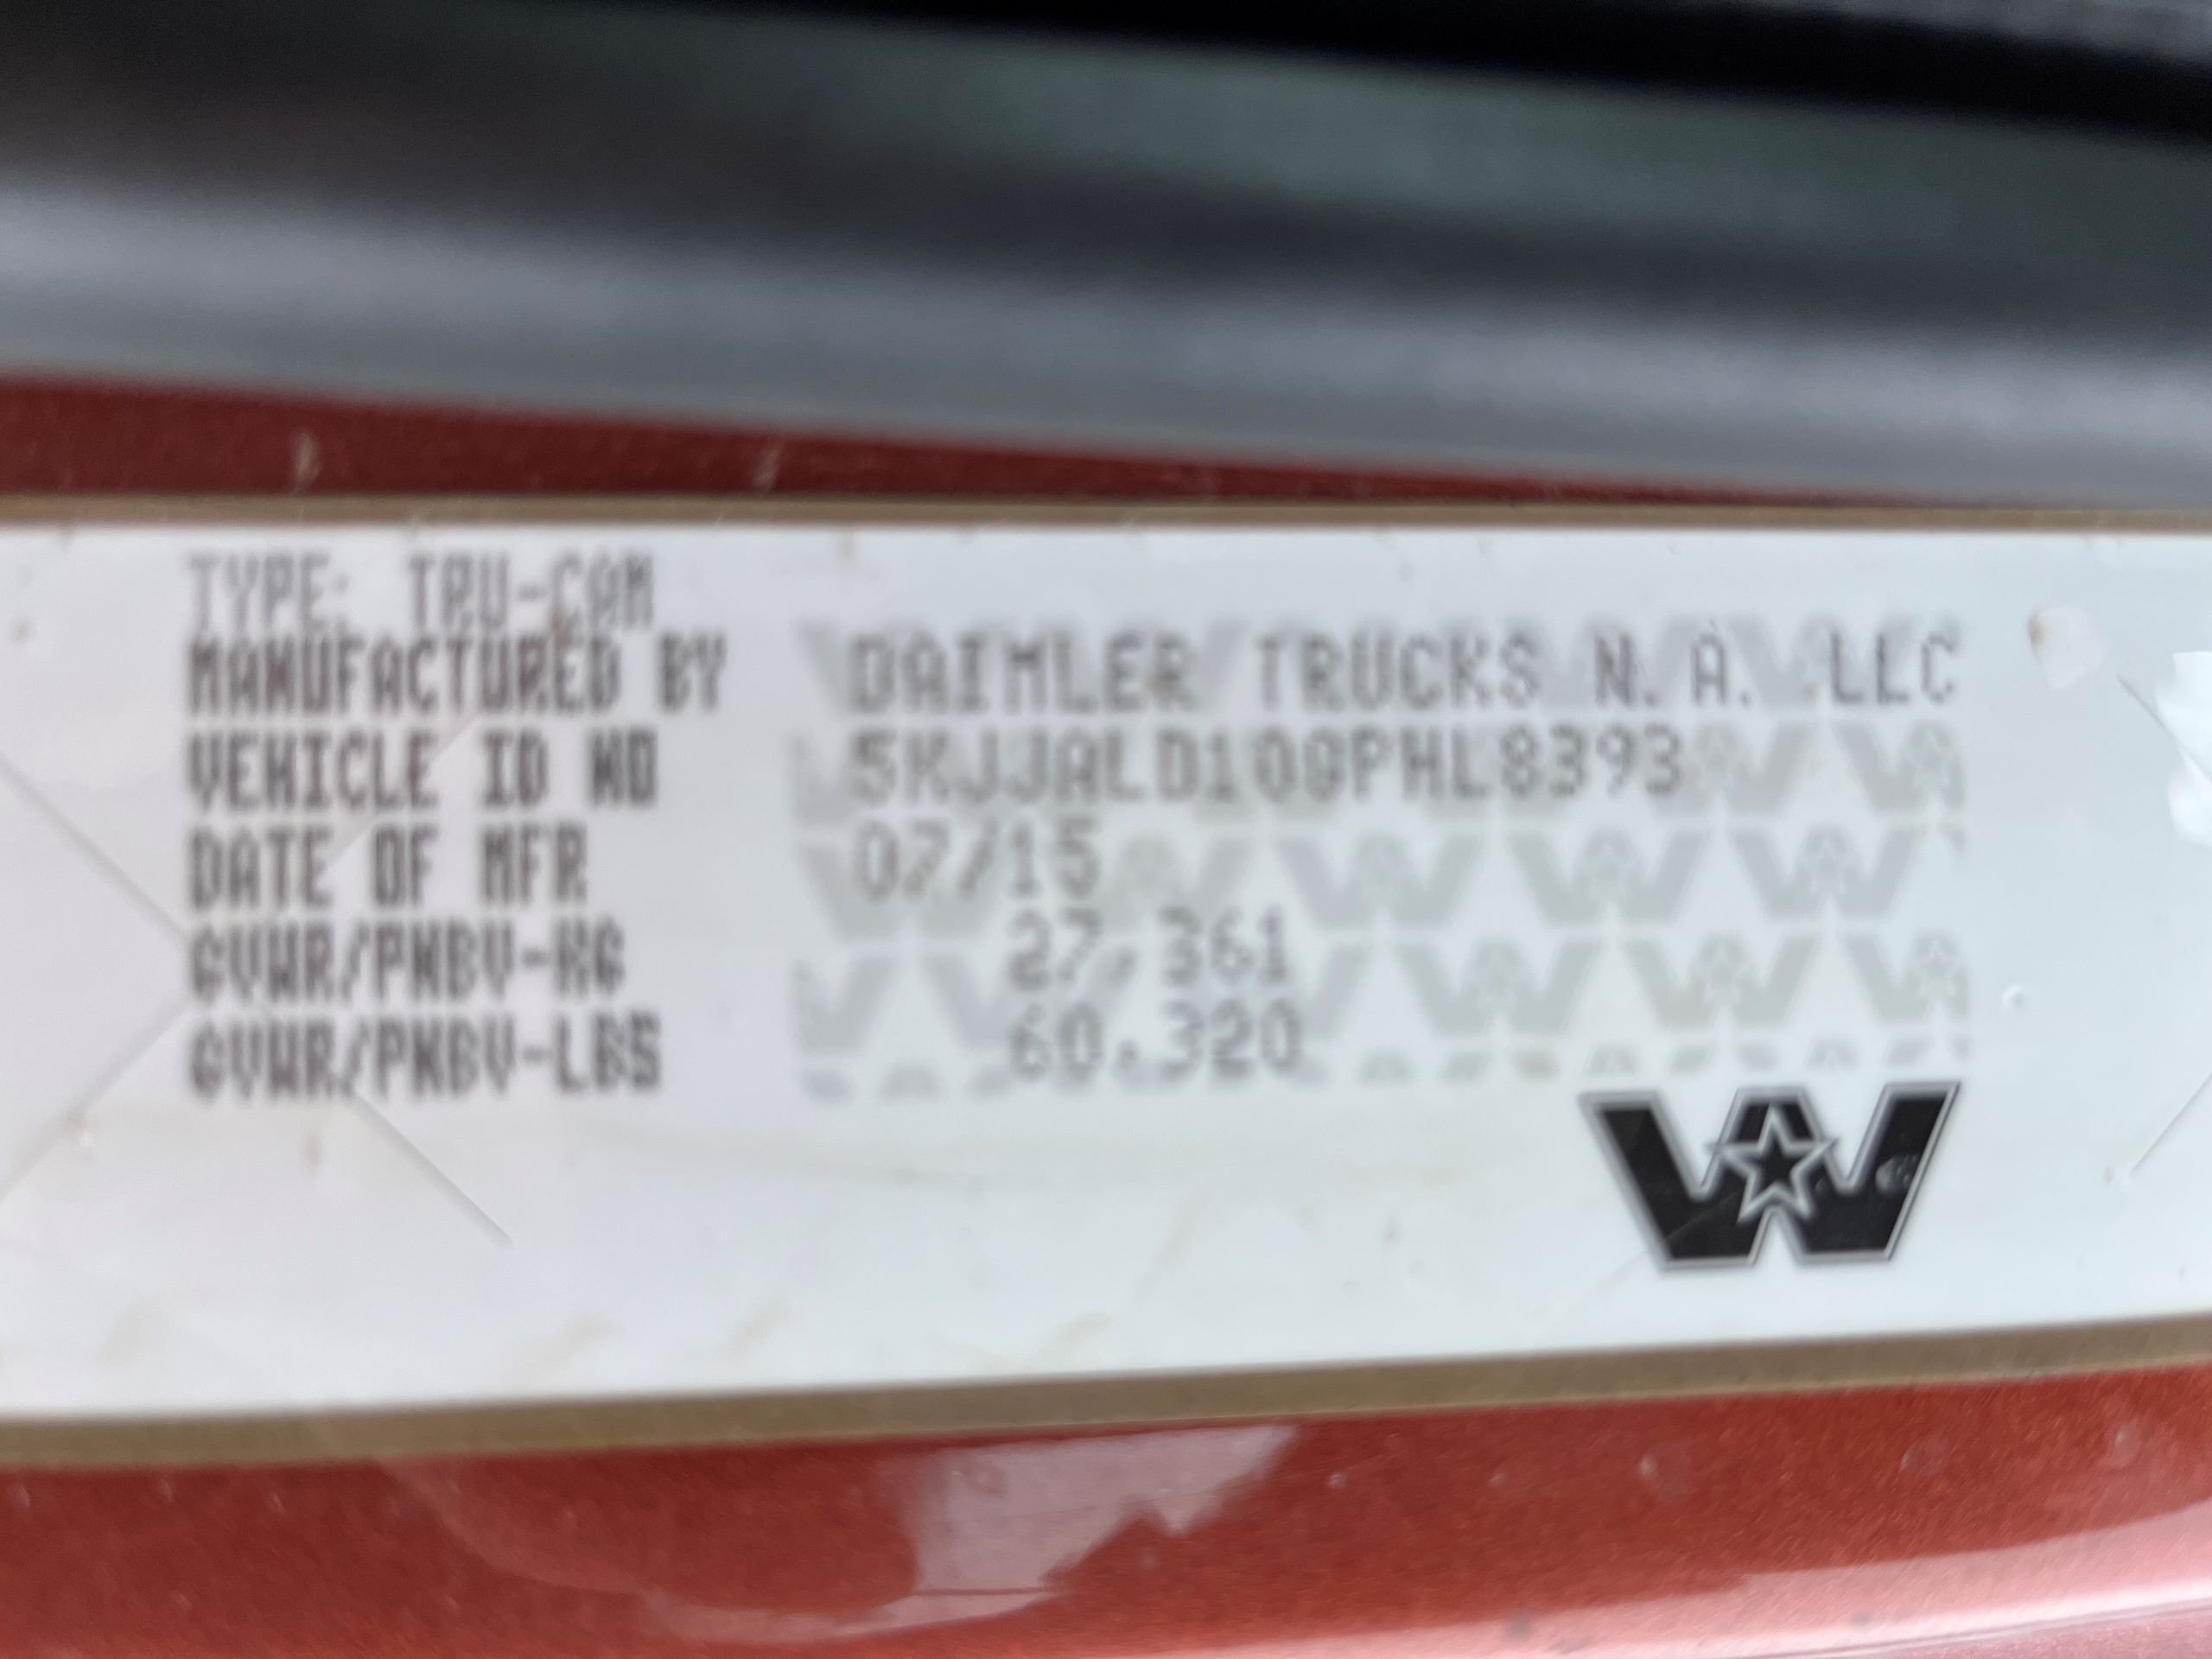 TYPE: TRU-CAM
MANUFACTURED BY DAIMLER TRUCKS N.A. LLC
VEHICLE ID NO 5KJJALD10GPHL8393
DATE OF MFR 07/15
GVWR/PNBV-KG 27,361
GVWR/PNBV-LBS 60,320